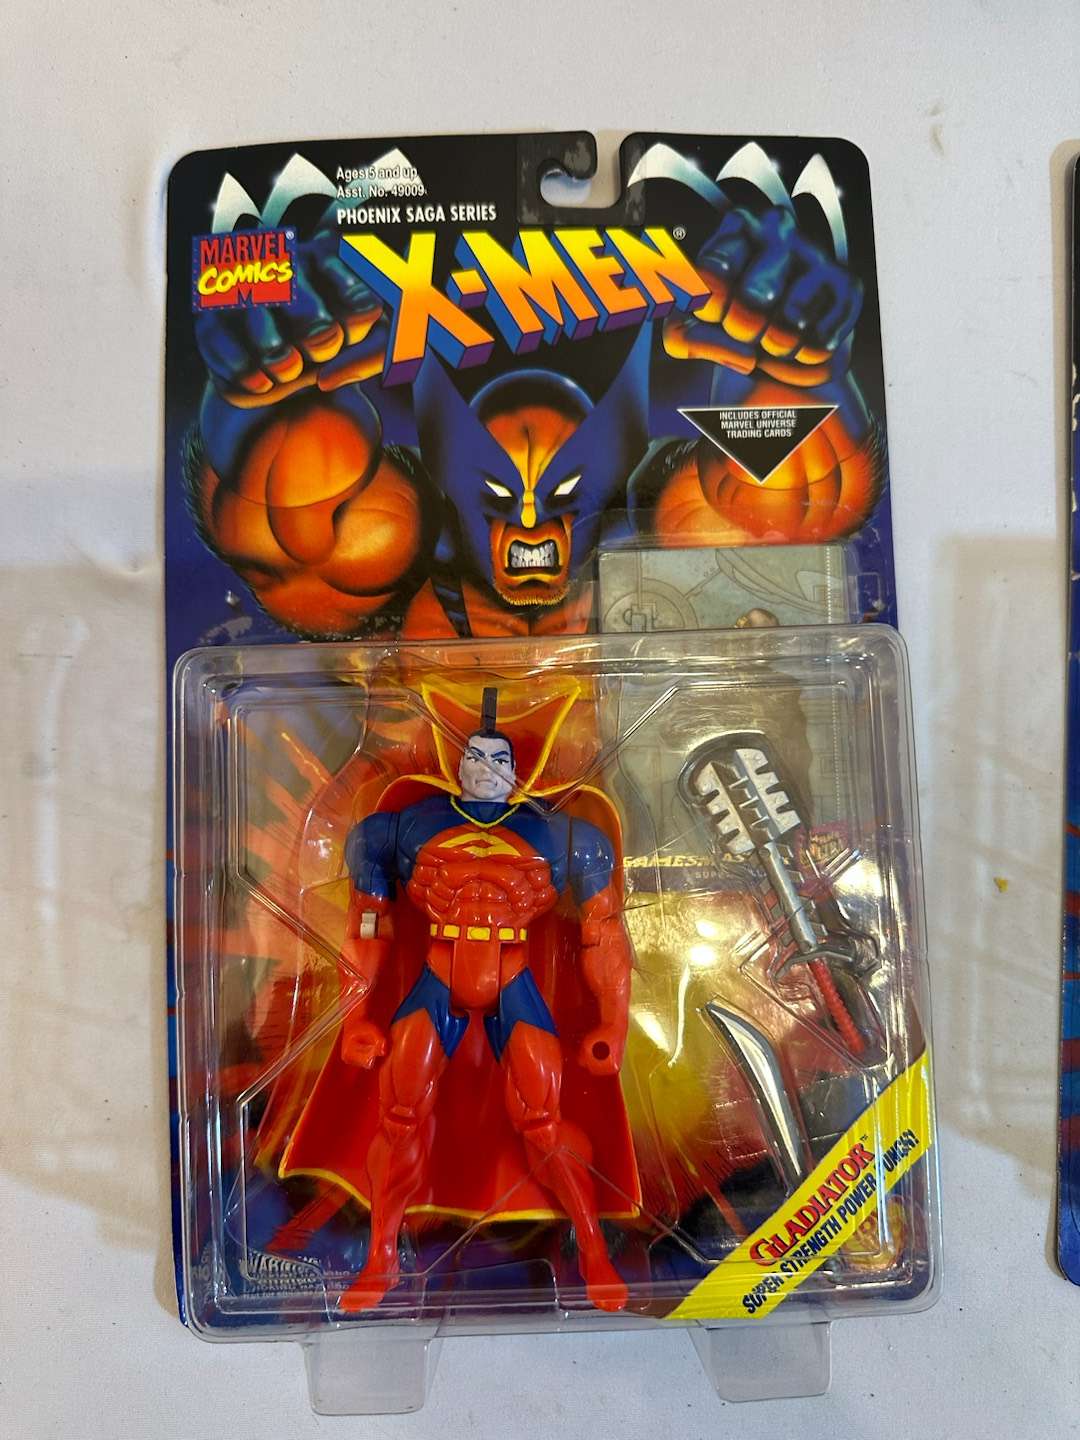 Ages 5 and up
Asst. No. 49009
PHOENIX SAGA SERIES
MARVEL®
COMICS
X-MEN®
INCLUDES OFFICIAL
MARVEL UNIVERSE
TRADING CARDS
GLADIATOR™
SUPER STRENGTH POWER PUNCH!
WARNING